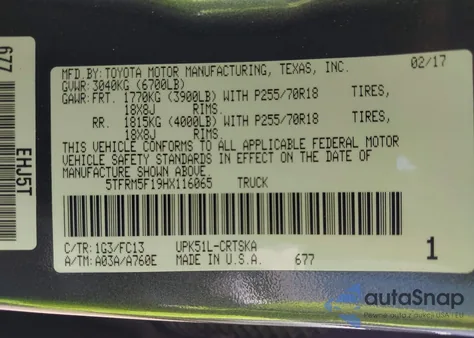 677
EHJ5T
MFD.BY:TOYOTA MOTOR MANUFACTURING, TEXAS, INC. 02/17
GVWR:3040KG (6700LB)
GAWR:FRT. 1770KG (3900LB) WITH P255/70R18 TIRES,
18X8J RIMS.
RR. 1815KG (4000LB) WITH P255/70R18 TIRES,
18X8J RIMS.
THIS VEHICLE CONFORMS TO ALL APPLICABLE FEDERAL MOTOR
VEHICLE SAFETY STANDARDS IN EFFECT ON THE DATE OF
MANUFACTURE SHOWN ABOVE.
5TFRM5F19HX116065 TRUCK
C/TR: 1G3/FC13 UPK51L-CRTSKA
A/TM: A03A/A760E MADE IN U.S.A. 677
1
autoSnap